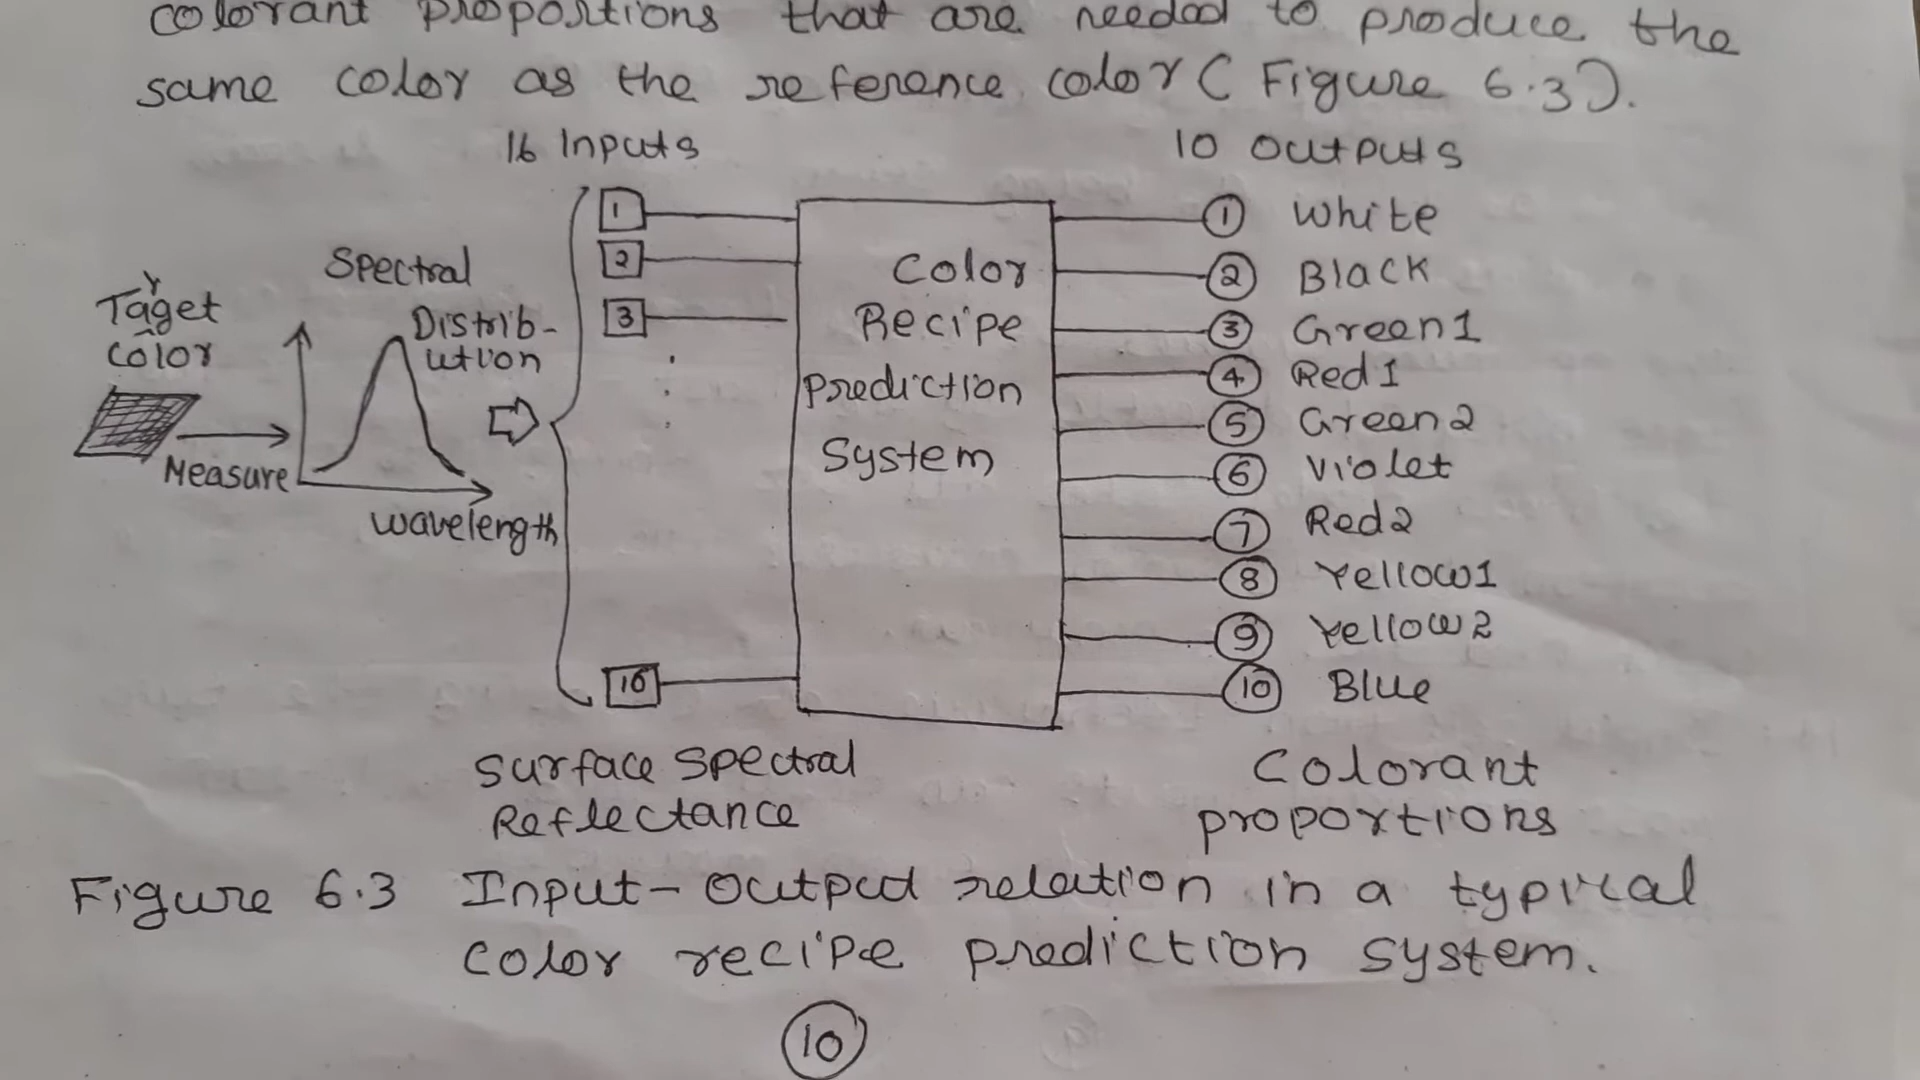 colorant proportions that are needed to produce the
same color as the reference color (Figure 6.3).
16 Inputs
10 Outputs
Target
color
Measure
Spectral
Distrib-
ution
wavelength
1
2
3
16
Color
Recipe
prediction
System
1 White
2 Black
3 Green1
4 Red1
5 Green2
6 Violet
7 Red2
8 Yellow1
9 Yellow2
10 Blue
Surface Spectral
Reflectance
Colorant
proportions
Figure 6.3 Input-output relation in a typical
color recipe prediction system.
10